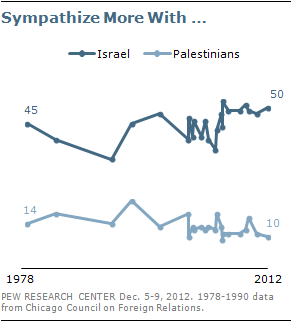 Sympathize More With ...
Israel Palestinians
50
45
14
10
1978 2012
PEW RESEARCH CENTER Dec. 5-9, 2012. 1978-1990 data
from Chicago Council on Foreign Relations.